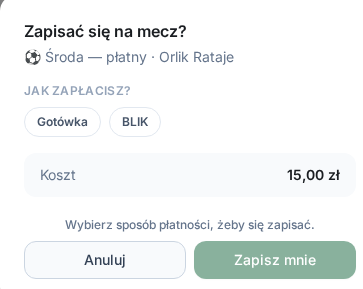 Zapisać się na mecz?
⚽ Środa — płatny · Orlik Rataje
JAK ZAPŁACISZ?
Gotówka BLIK
Koszt 15,00 zł
Wybierz sposób płatności, żeby się zapisać.
Anuluj Zapisz mnie